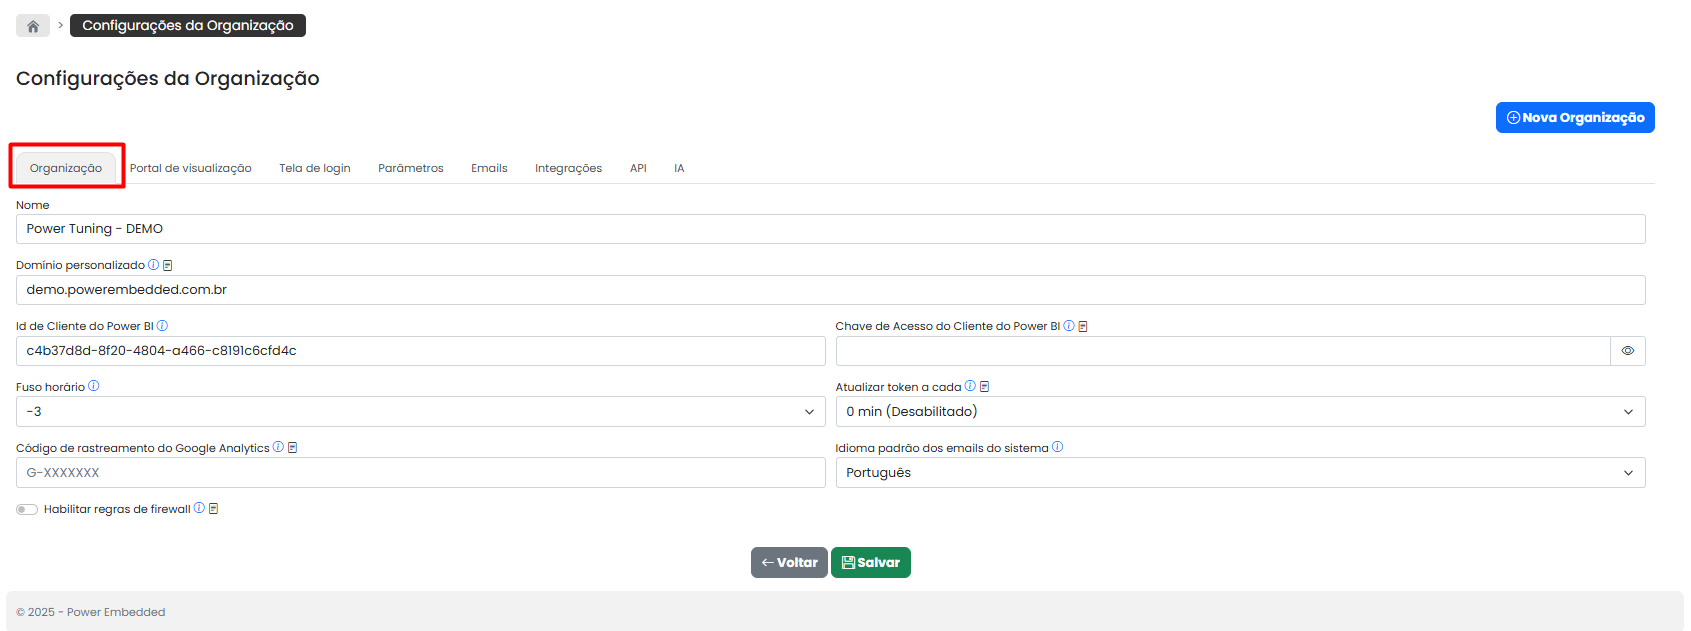 Configurações da Organização
Configurações da Organização
Nova Organização
Organização Portal de visualização Tela de login Parâmetros Emails Integrações API IA
Nome
Power Tuning - DEMO
Domínio personalizado
demo.powerembedded.com.br
Id de Cliente do Power BI Chave de Acesso do Cliente do Power BI
c4b37d8d-8f20-4804-a466-c8191c6cfd4c
Fuso horário Atualizar token a cada
-3 0 min (Desabilitado)
Código de rastreamento do Google Analytics Idioma padrão dos emails do sistema
G-XXXXXXX Português
Habilitar regras de firewall
Voltar Salvar
© 2025 - Power Embedded